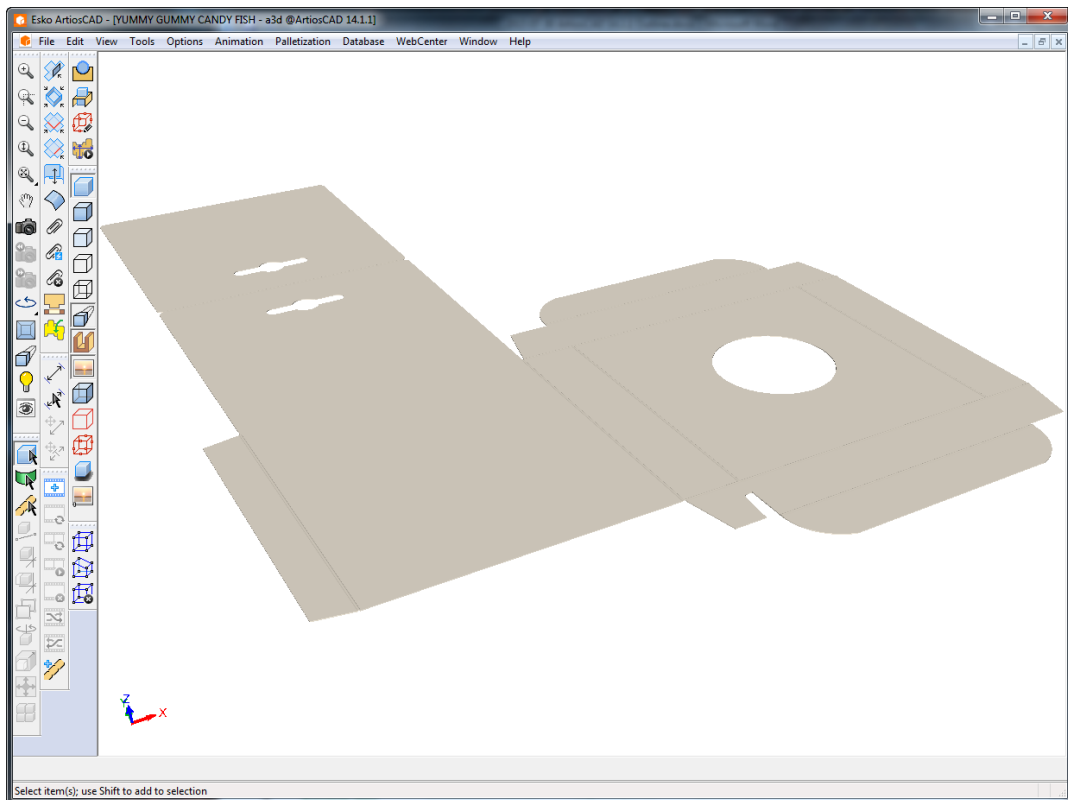 Esko ArtiosCAD - [YUMMY GUMMY CANDY FISH - a3d @ArtiosCAD 14.1.1]
File Edit View Tools Options Animation Palletization Database WebCenter Window Help
Z
X
Select item(s); use Shift to add to selection